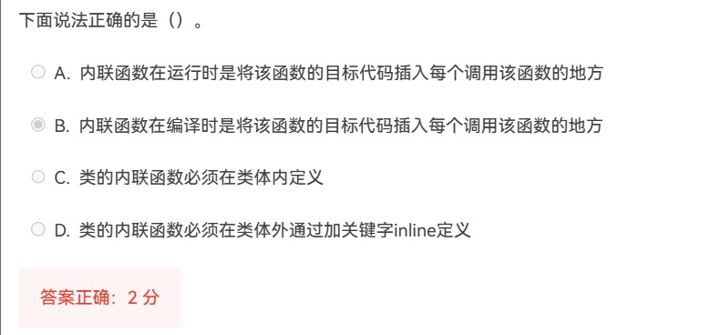 下面说法正确的是（）。
A. 内联函数在运行时是将该函数的目标代码插入每个调用该函数的地方
B. 内联函数在编译时是将该函数的目标代码插入每个调用该函数的地方
C. 类的内联函数必须在类体内定义
D. 类的内联函数必须在类体外通过加关键字inline定义
答案正确：2 分